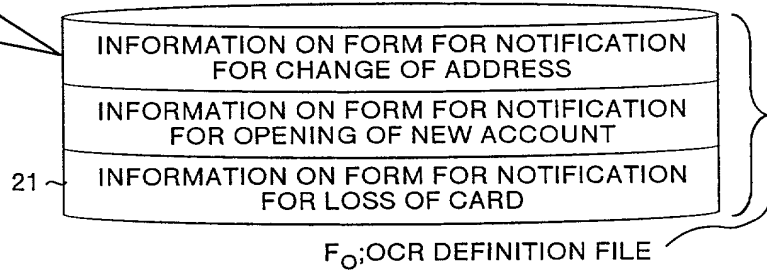 INFORMATION ON FORM FOR NOTIFICATION
FOR CHANGE OF ADDRESS
INFORMATION ON FORM FOR NOTIFICATION
FOR OPENING OF NEW ACCOUNT
21
INFORMATION ON FORM FOR NOTIFICATION
FOR LOSS OF CARD
FO;OCR DEFINITION FILE